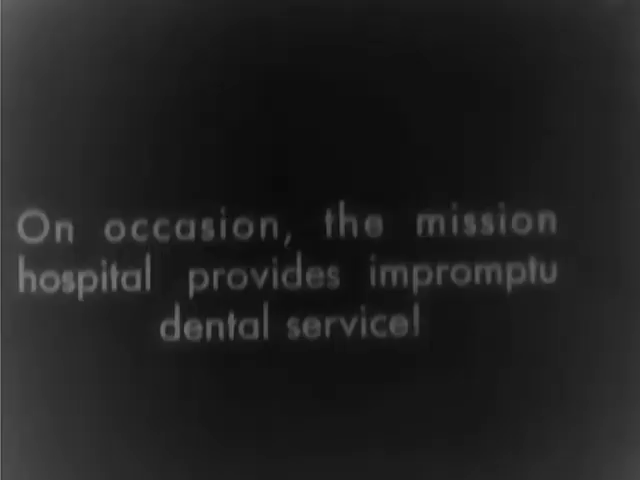 On occasion, the mission
hospital provides impromptu
dental service!